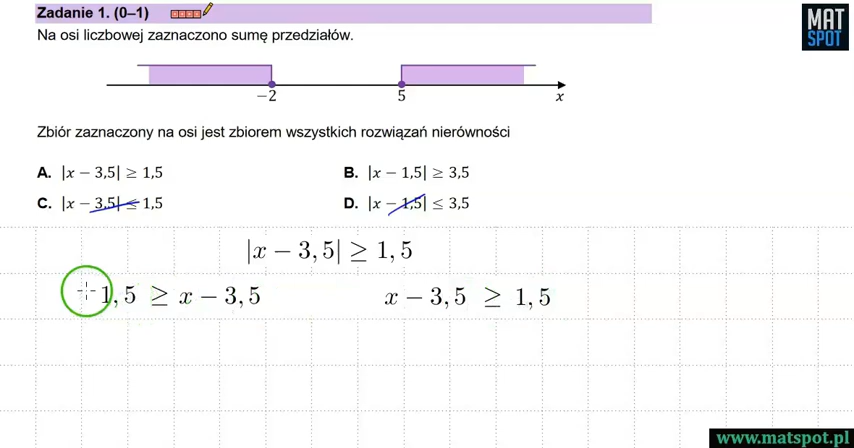 Zadanie 1. (0–1)
MAT
SPOT
Na osi liczbowej zaznaczono sumę przedziałów.
−2 5 x
Zbiór zaznaczony na osi jest zbiorem wszystkich rozwiązań nierówności
A. |x − 3,5| ≥ 1,5 B. |x − 1,5| ≥ 3,5
C. |x − 3,5| ≤ 1,5 D. |x − 1,5| ≤ 3,5
|x − 3, 5| ≥ 1, 5
−1, 5 ≥ x − 3, 5 x − 3, 5 ≥ 1, 5
www.matspot.pl